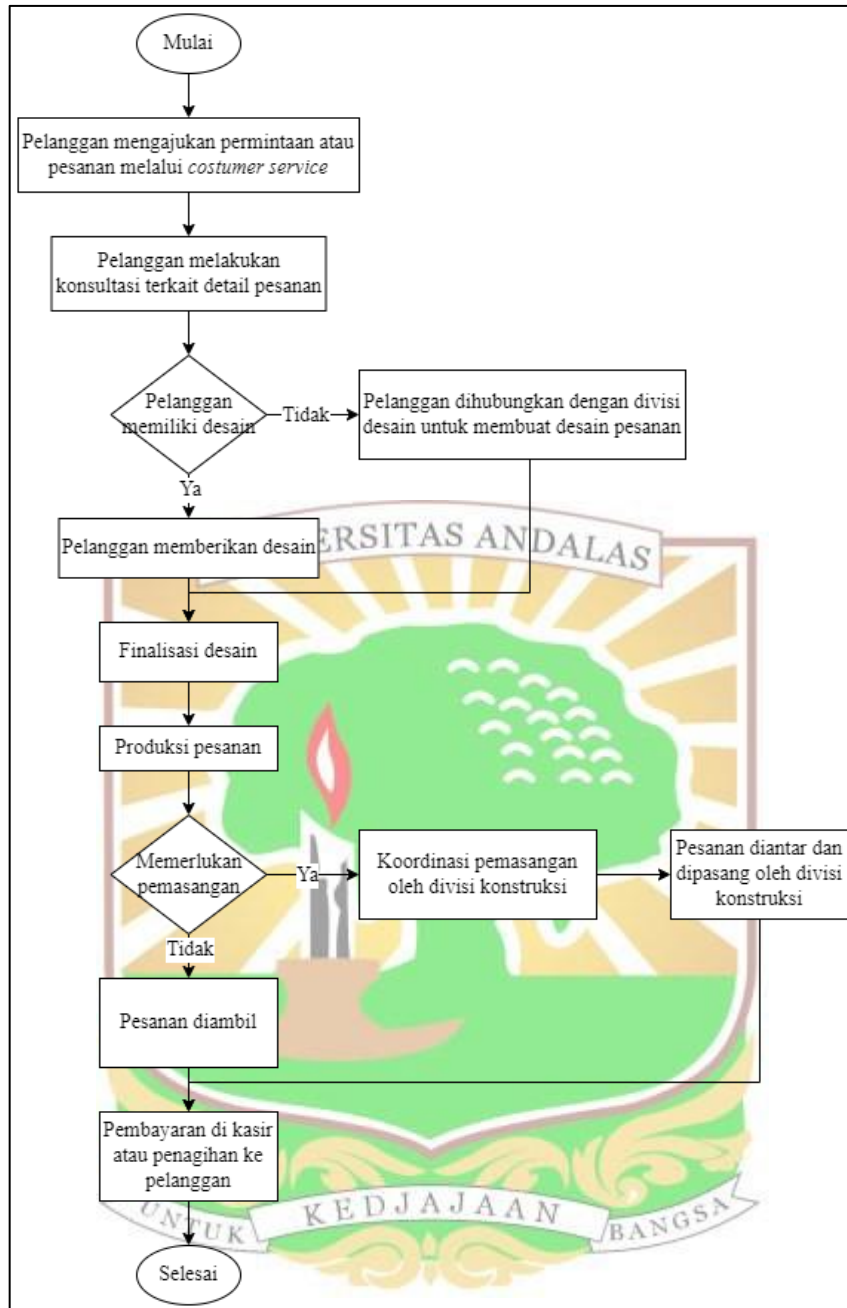 Mulai
Pelanggan mengajukan permintaan atau
pesanan melalui costumer service
Pelanggan melakukan
konsultasi terkait detail pesanan
Pelanggan
memiliki desain
Tidak
Pelanggan dihubungkan dengan divisi
desain untuk membuat desain pesanan
Ya
Pelanggan memberikan desain
ERSITAS ANDALAS
Finalisasi desain
Produksi pesanan
Memerlukan
pemasangan
Ya
Koordinasi pemasangan
oleh divisi konstruksi
Pesanan diantar dan
dipasang oleh divisi
konstruksi
Tidak
Pesanan diambil
Pembayaran di kasir
atau penagihan ke
pelanggan
UNTUK KEDJAJAAN BANGSA
Selesai